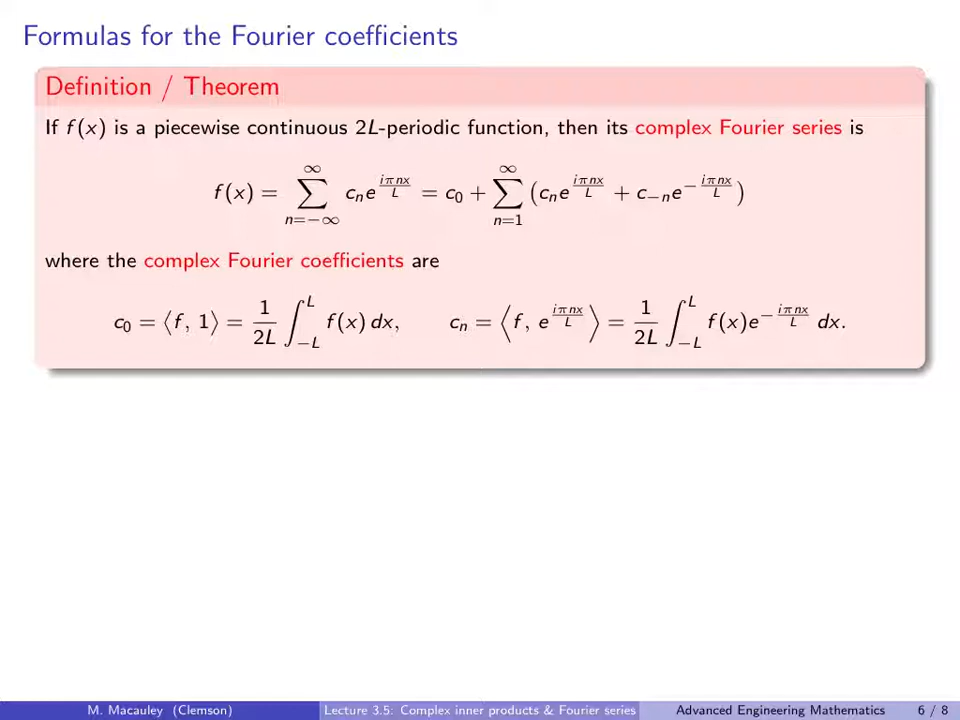 Formulas for the Fourier coefficients
Definition / Theorem
If f(x) is a piecewise continuous 2L-periodic function, then its complex Fourier series is
f(x) = ∑_{n=−∞}^{∞} c_n e^{iπnx/L} = c_0 + ∑_{n=1}^{∞} (c_n e^{iπnx/L} + c_{−n} e^{−iπnx/L})
where the complex Fourier coefficients are
c_0 = ⟨f, 1⟩ = 1/2L ∫_{−L}^{L} f(x) dx, c_n = ⟨f, e^{iπnx/L}⟩ = 1/2L ∫_{−L}^{L} f(x)e^{−iπnx/L} dx.
M. Macauley (Clemson) Lecture 3.5: Complex inner products & Fourier series Advanced Engineering Mathematics 6 / 8